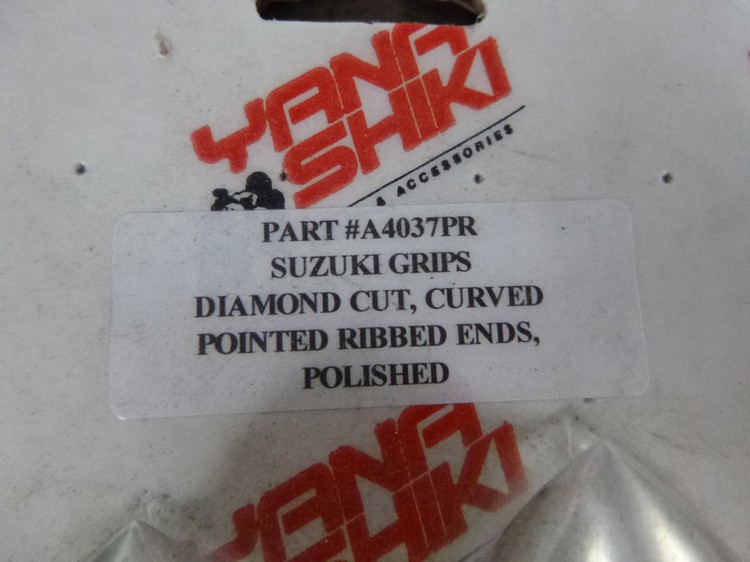 YANA
SHIKI
& ACCESSORIES
PART #A4037PR
SUZUKI GRIPS
DIAMOND CUT, CURVED
POINTED RIBBED ENDS,
POLISHED
YANA
SHIKI